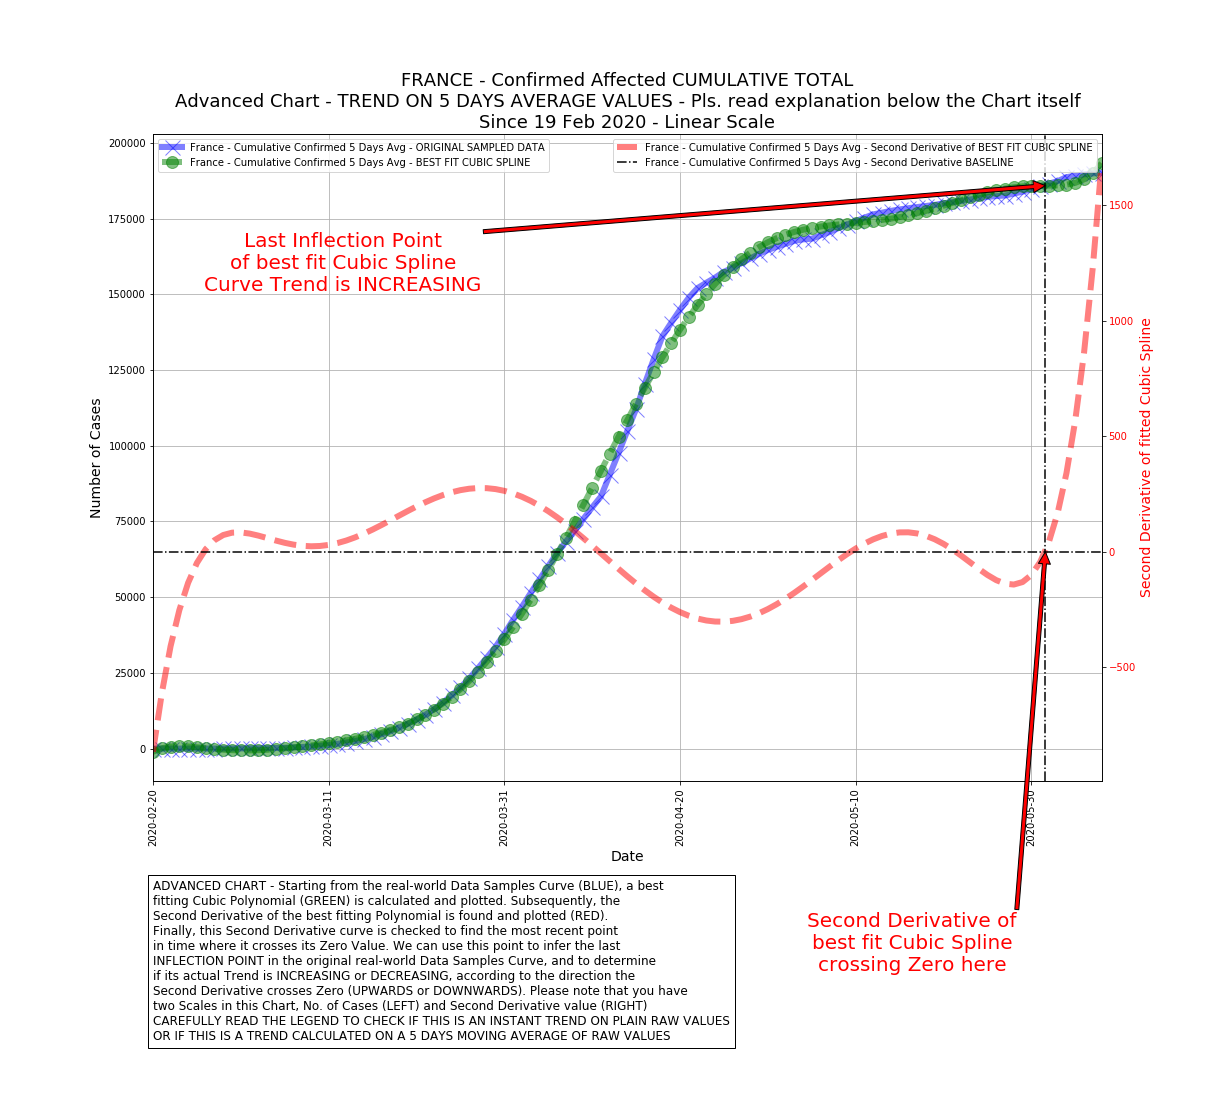 FRANCE - Confirmed Affected CUMULATIVE TOTAL
Advanced Chart - TREND ON 5 DAYS AVERAGE VALUES - Pls. read explanation below the Chart itself
Since 19 Feb 2020 - Linear Scale
France - Cumulative Confirmed 5 Days Avg - ORIGINAL SAMPLED DATA
France - Cumulative Confirmed 5 Days Avg - BEST FIT CUBIC SPLINE
France - Cumulative Confirmed 5 Days Avg - Second Derivative of BEST FIT CUBIC SPLINE
France - Cumulative Confirmed 5 Days Avg - Second Derivative BASELINE
Last Inflection Point
of best fit Cubic Spline
Curve Trend is INCREASING
Number of Cases
200000
175000
150000
125000
100000
75000
50000
25000
0
1500
1000
500
0
−500
Second Derivative of fitted Cubic Spline
2020-02-20
2020-03-11
2020-03-31
2020-04-20
2020-05-10
2020-05-30
Date
Second Derivative of
best fit Cubic Spline
crossing Zero here
ADVANCED CHART - Starting from the real-world Data Samples Curve (BLUE), a best
fitting Cubic Polynomial (GREEN) is calculated and plotted. Subsequently, the
Second Derivative of the best fitting Polynomial is found and plotted (RED).
Finally, this Second Derivative curve is checked to find the most recent point
in time where it crosses its Zero Value. We can use this point to infer the last
INFLECTION POINT in the original real-world Data Samples Curve, and to determine
if its actual Trend is INCREASING or DECREASING, according to the direction the
Second Derivative crosses Zero (UPWARDS or DOWNWARDS). Please note that you have
two Scales in this Chart, No. of Cases (LEFT) and Second Derivative value (RIGHT)
CAREFULLY READ THE LEGEND TO CHECK IF THIS IS AN INSTANT TREND ON PLAIN RAW VALUES
OR IF THIS IS A TREND CALCULATED ON A 5 DAYS MOVING AVERAGE OF RAW VALUES